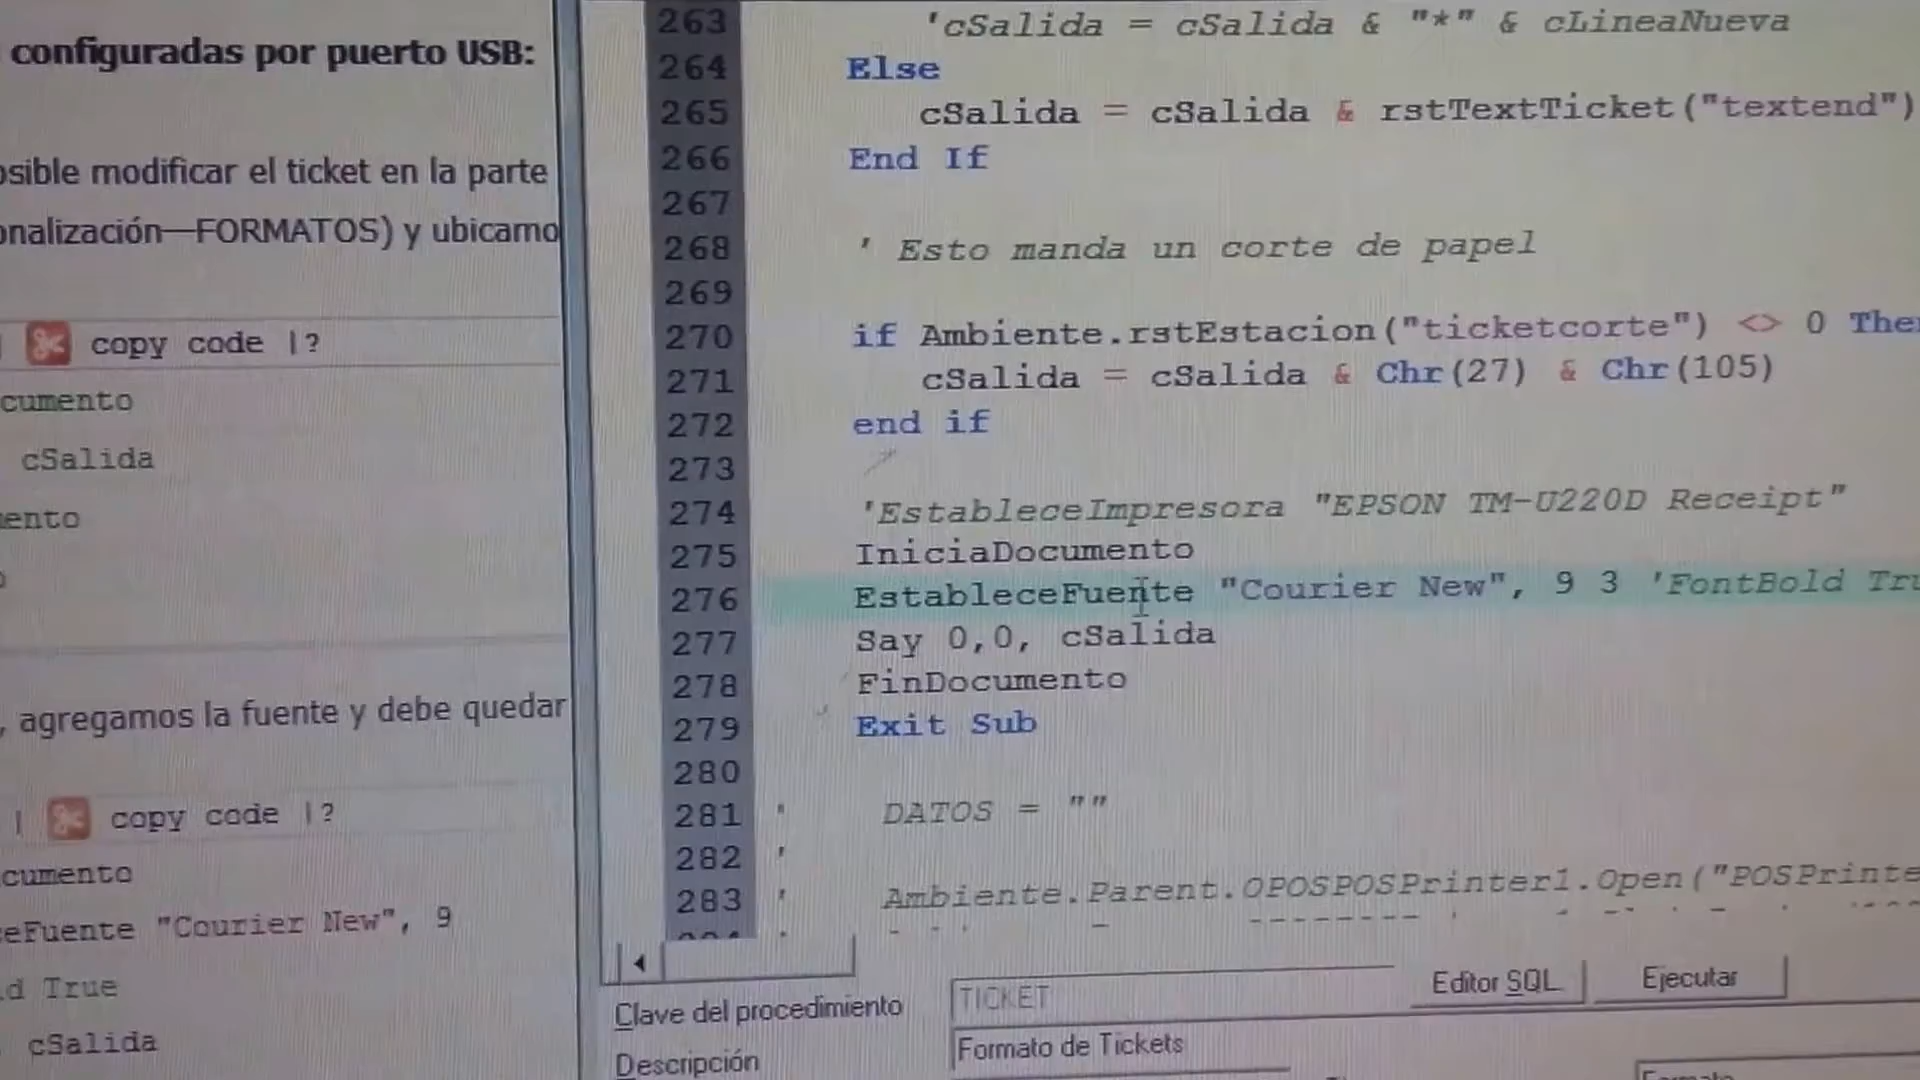 configuradas por puerto USB:
modificar el ticket en la parte
FORMATOS) y ubicamo
copy code | ?
cumento
cSalida
ento
, agregamos la fuente y debe quedar
| copy code | ?
cumento
eFuente "Courier New", 9
d True
cSalida
263 'cSalida = cSalida & "*" & cLineaNueva
264 Else
265 cSalida = cSalida & rstTextTicket("textend")
266 End If
267
268 ' Esto manda un corte de papel
269
270 if Ambiente.rstEstacion("ticketcorte") <> 0 The
271 cSalida = cSalida & Chr(27) & Chr(105)
272 end if
273
274 'EstableceImpresora "EPSON TM-U220D Receipt"
275 IniciaDocumento
276 EstableceFuente "Courier New", 9 3 'FontBold Tru
277 Say 0,0, cSalida
278 FinDocumento
279 Exit Sub
280
281 ' DATOS = ""
282 '
283 ' Ambiente.Parent.OPOSPOSPrinter1.Open("POSPrinte
Clave del procedimiento TICKET Editor SQL Ejecutar
Descripción Formato de Tickets